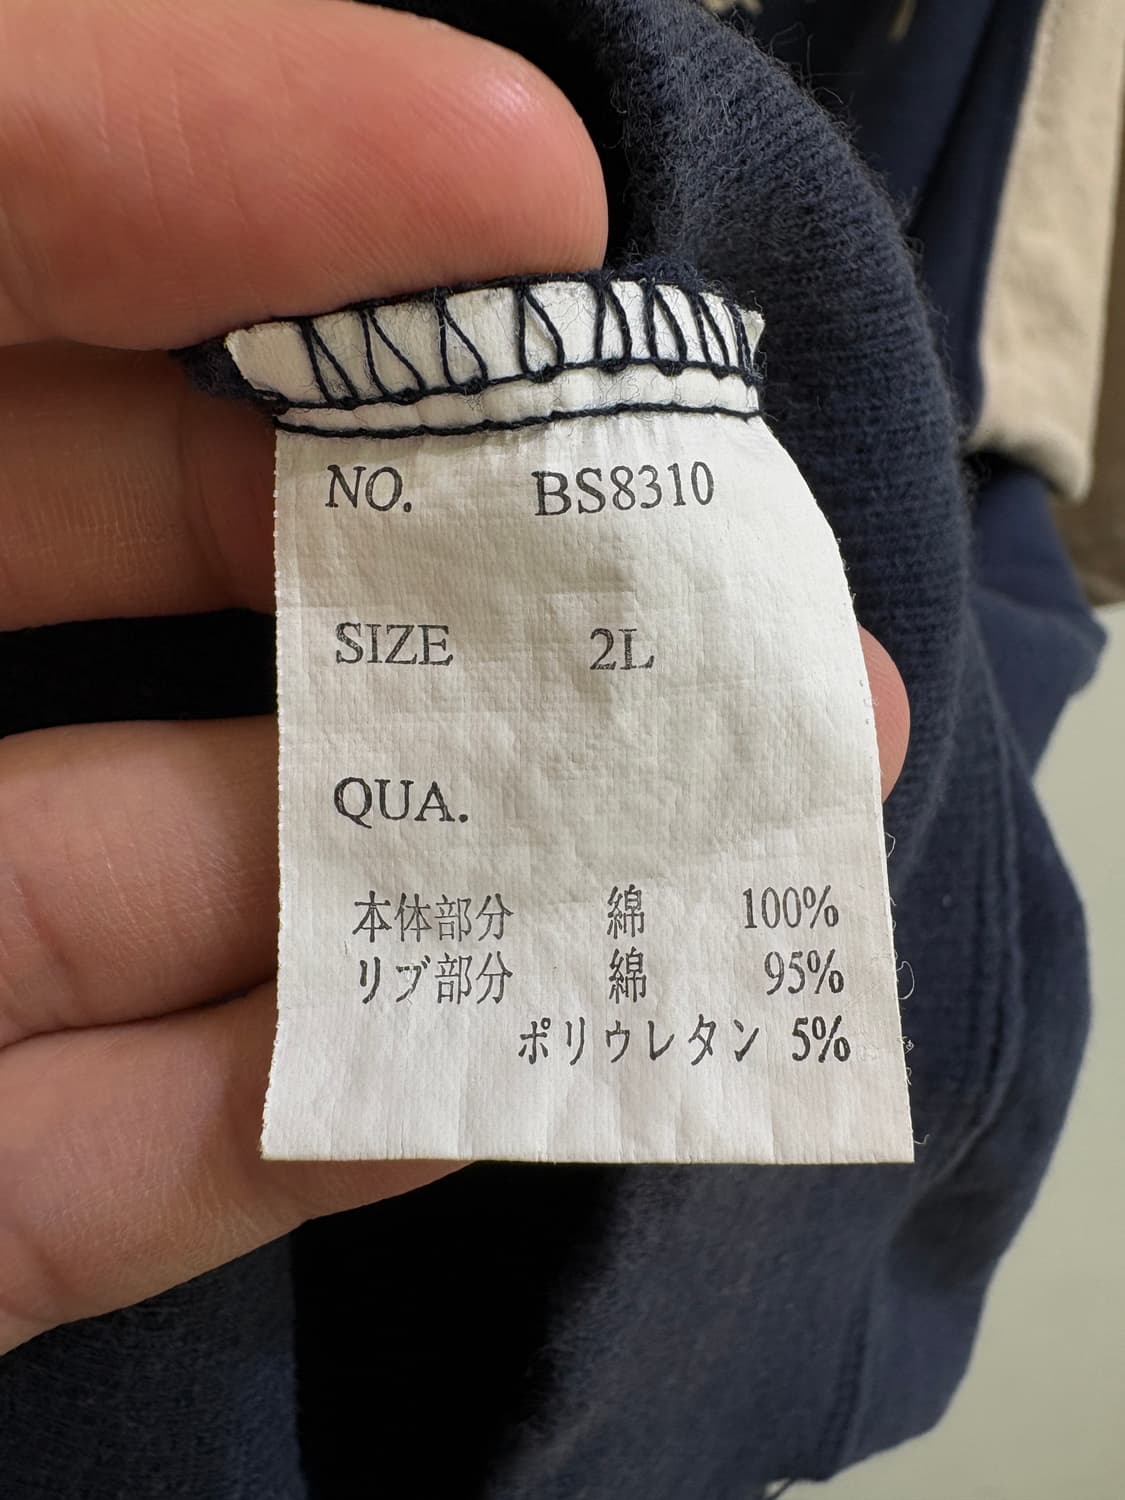 NO. BS8310
SIZE 2L
QUA.
本体部分 綿 100%
リブ部分 綿 95%
ポリウレタン 5%